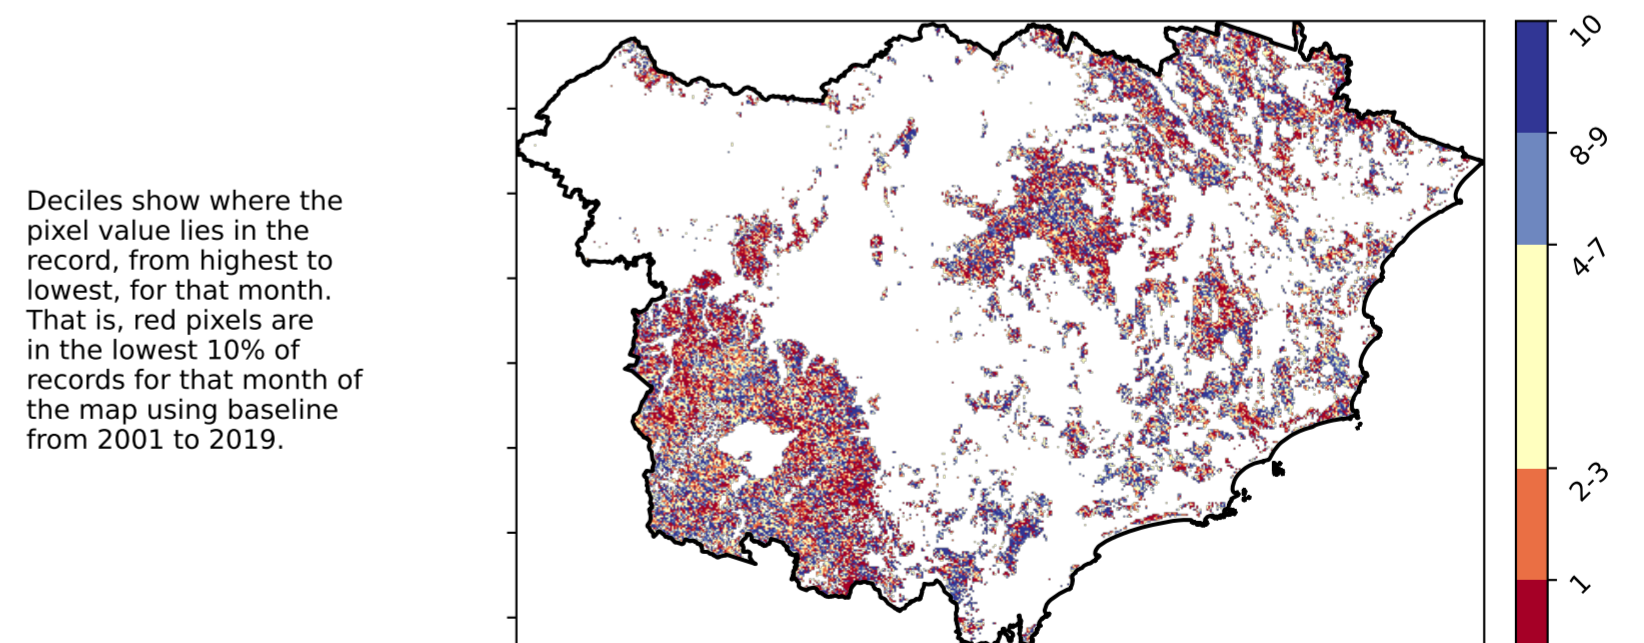 Deciles show where the
pixel value lies in the
record, from highest to
lowest, for that month.
That is, red pixels are
in the lowest 10% of
records for that month of
the map using baseline
from 2001 to 2019.
10
8-9
4-7
2-3
1